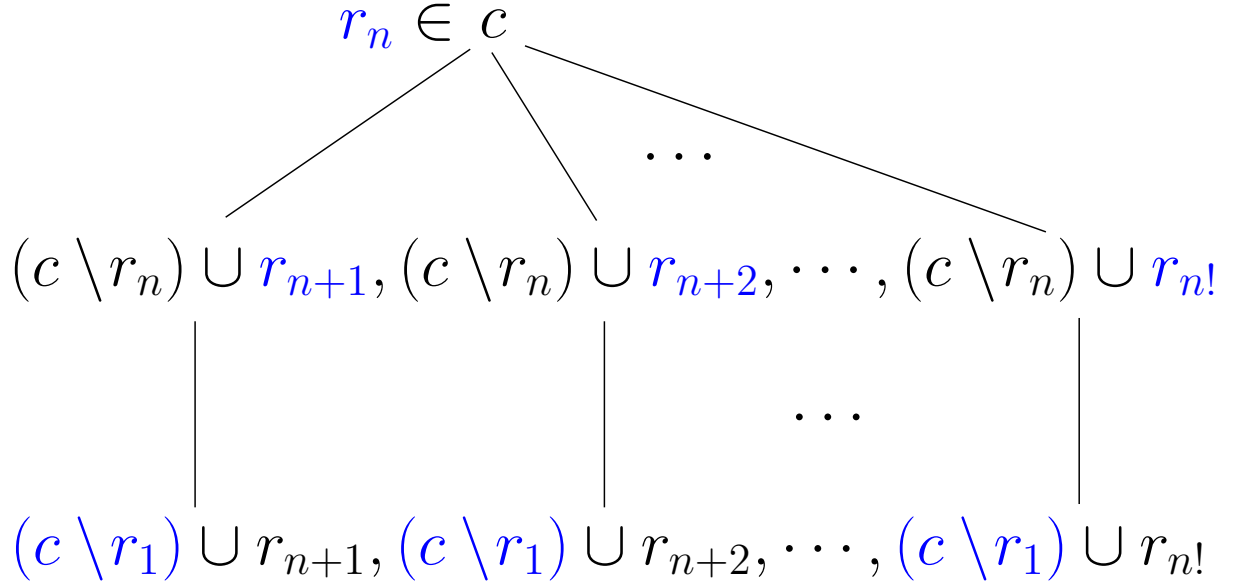 r_n ∈ c
⋯
(c \ r_n) ∪ r_{n+1}, (c \ r_n) ∪ r_{n+2}, ⋯ , (c \ r_n) ∪ r_{n!}
⋯
(c \ r_1) ∪ r_{n+1}, (c \ r_1) ∪ r_{n+2}, ⋯ , (c \ r_1) ∪ r_{n!}